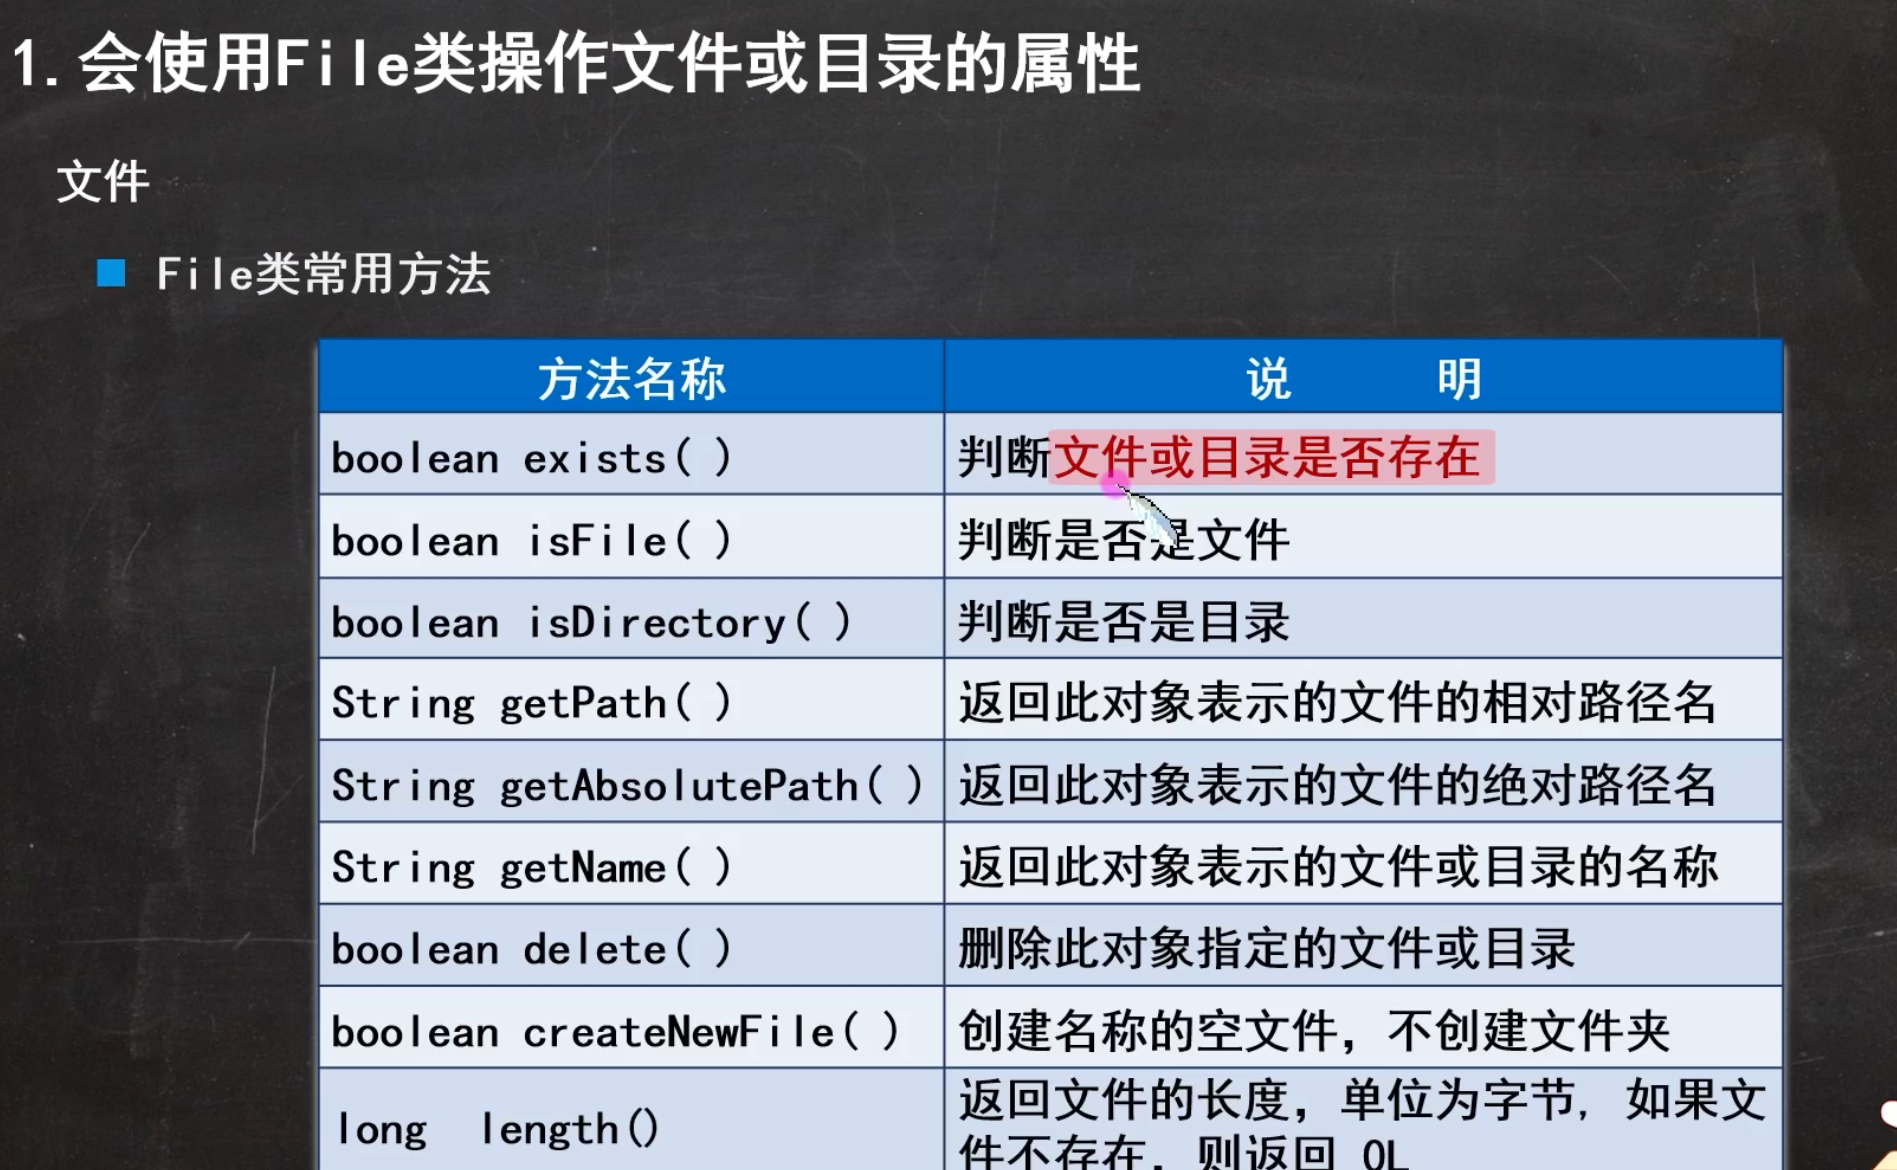 1.会使用File类操作文件或目录的属性
文件
File类常用方法
方法名称 说 明
boolean exists( ) 判断文件或目录是否存在
boolean isFile( ) 判断是否是文件
boolean isDirectory( ) 判断是否是目录
String getPath( ) 返回此对象表示的文件的相对路径名
String getAbsolutePath( ) 返回此对象表示的文件的绝对路径名
String getName( ) 返回此对象表示的文件或目录的名称
boolean delete( ) 删除此对象指定的文件或目录
boolean createNewFile( ) 创建名称的空文件，不创建文件夹
long length() 返回文件的长度，单位为字节, 如果文
件不存在，则返回 0L